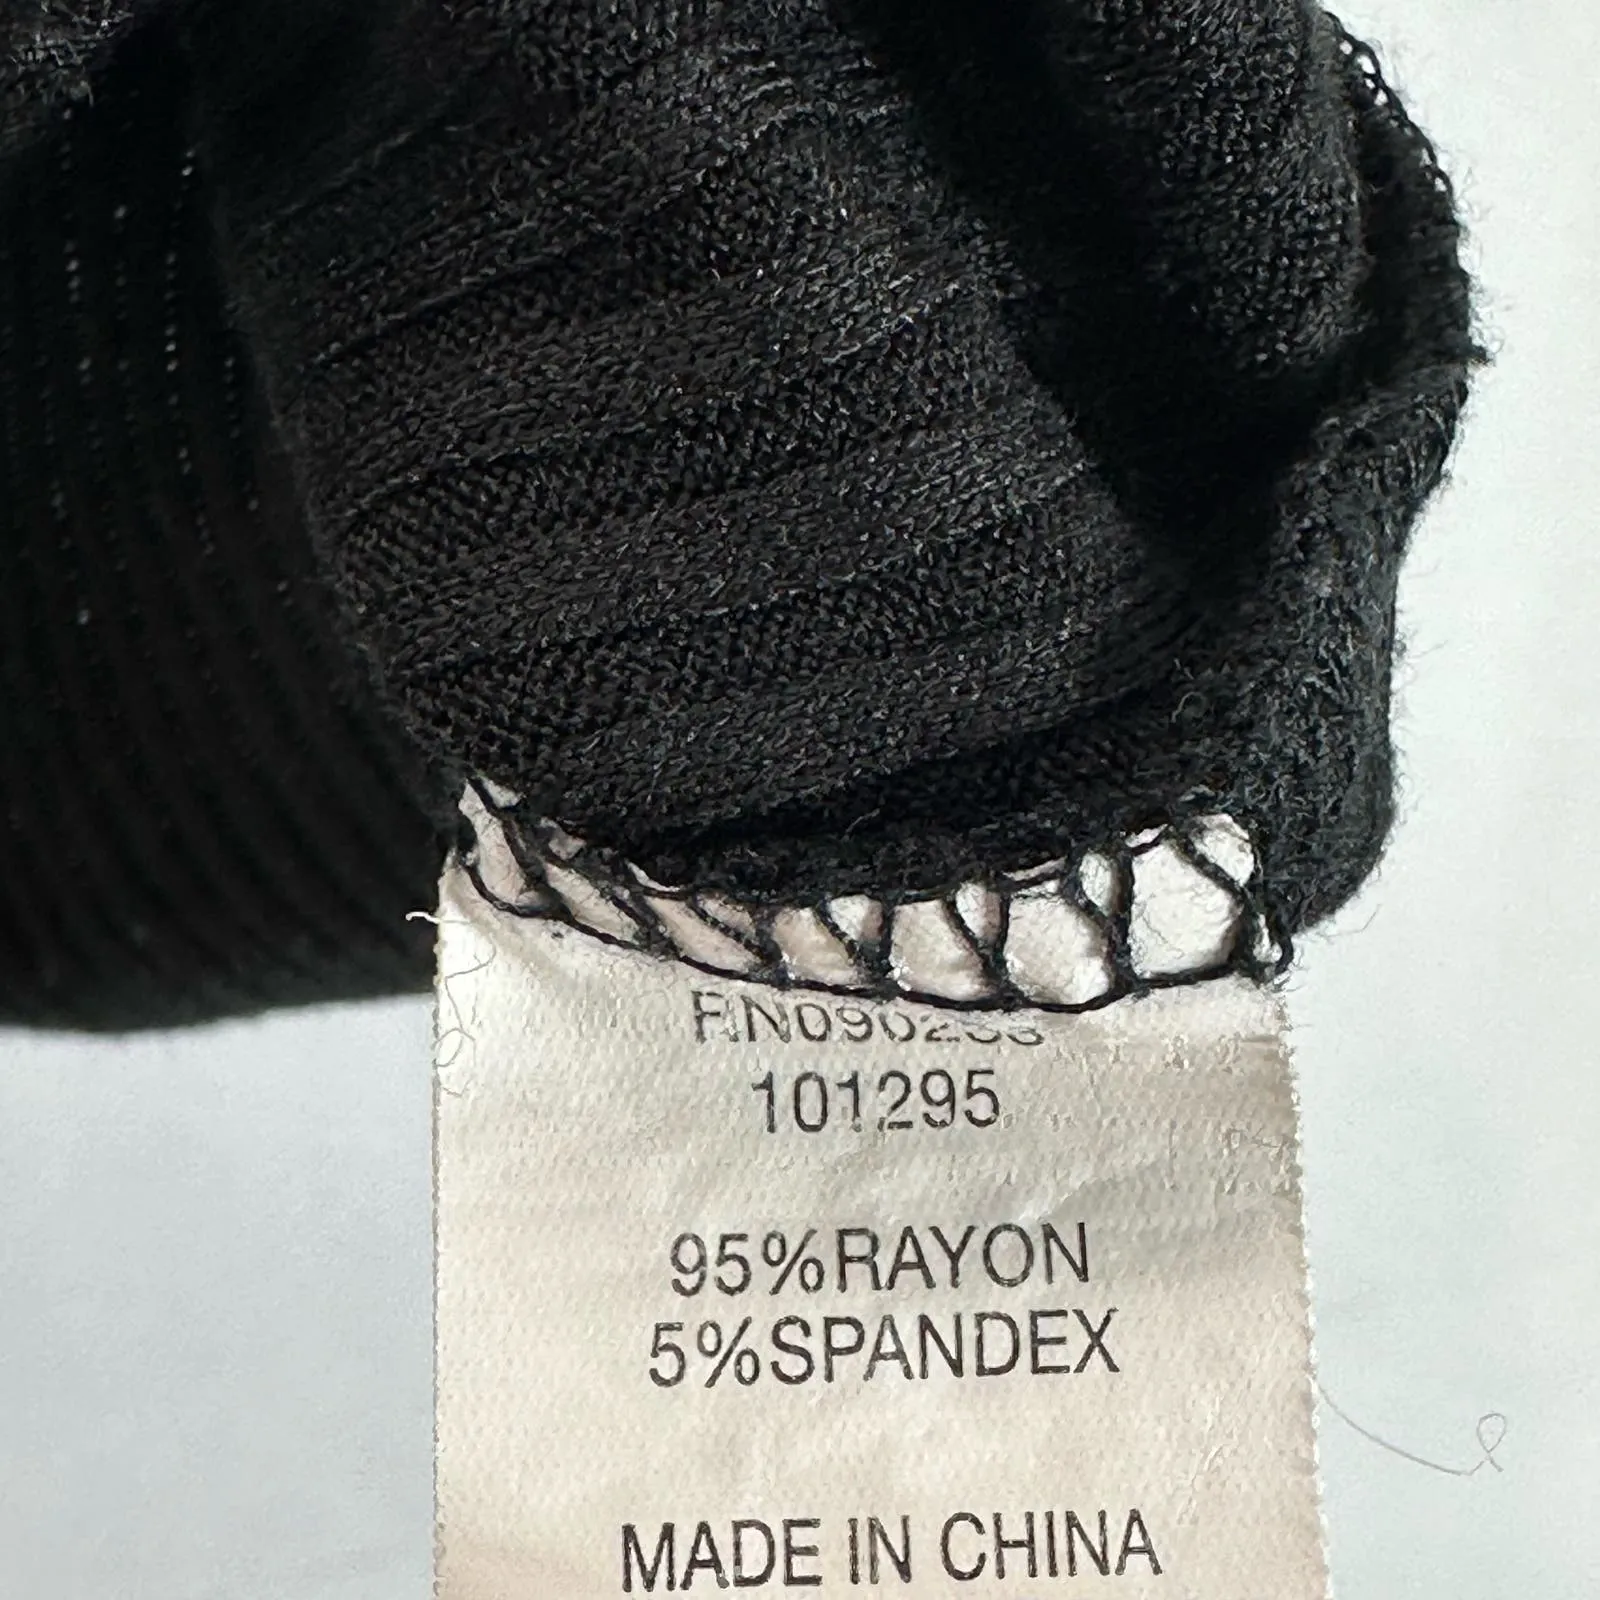 101295
95%RAYON
5%SPANDEX
MADE IN CHINA